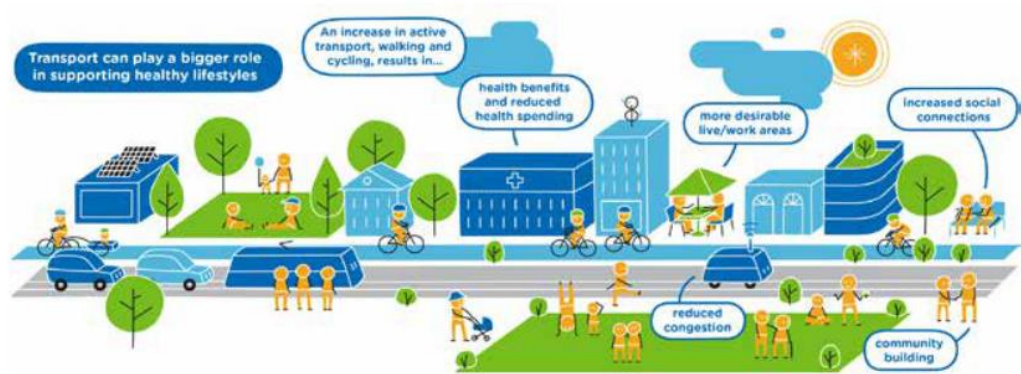 Transport can play a bigger role
in supporting healthy lifestyles
An increase in active
transport, walking and
cycling, results in...
health benefits
and reduced
health spending
more desirable
live/work areas
increased social
connections
reduced
congestion
community
building